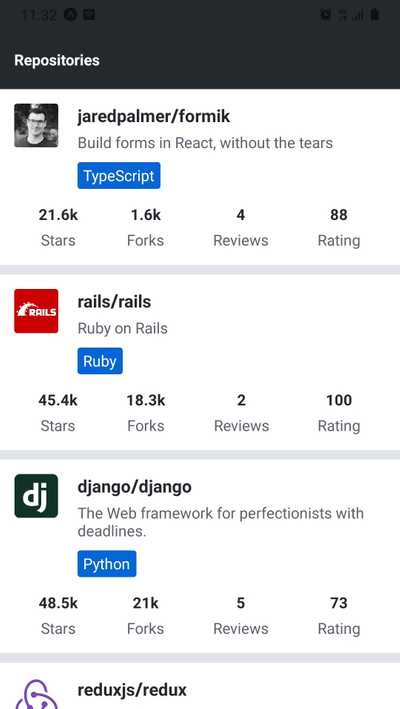 11:32
Repositories
jaredpalmer/formik
Build forms in React, without the tears
TypeScript
21.6k 1.6k 4 88
Stars Forks Reviews Rating
RAILS
rails/rails
Ruby on Rails
Ruby
45.4k 18.3k 2 100
Stars Forks Reviews Rating
dj
django/django
The Web framework for perfectionists with
deadlines.
Python
48.5k 21k 5 73
Stars Forks Reviews Rating
reduxjs/redux